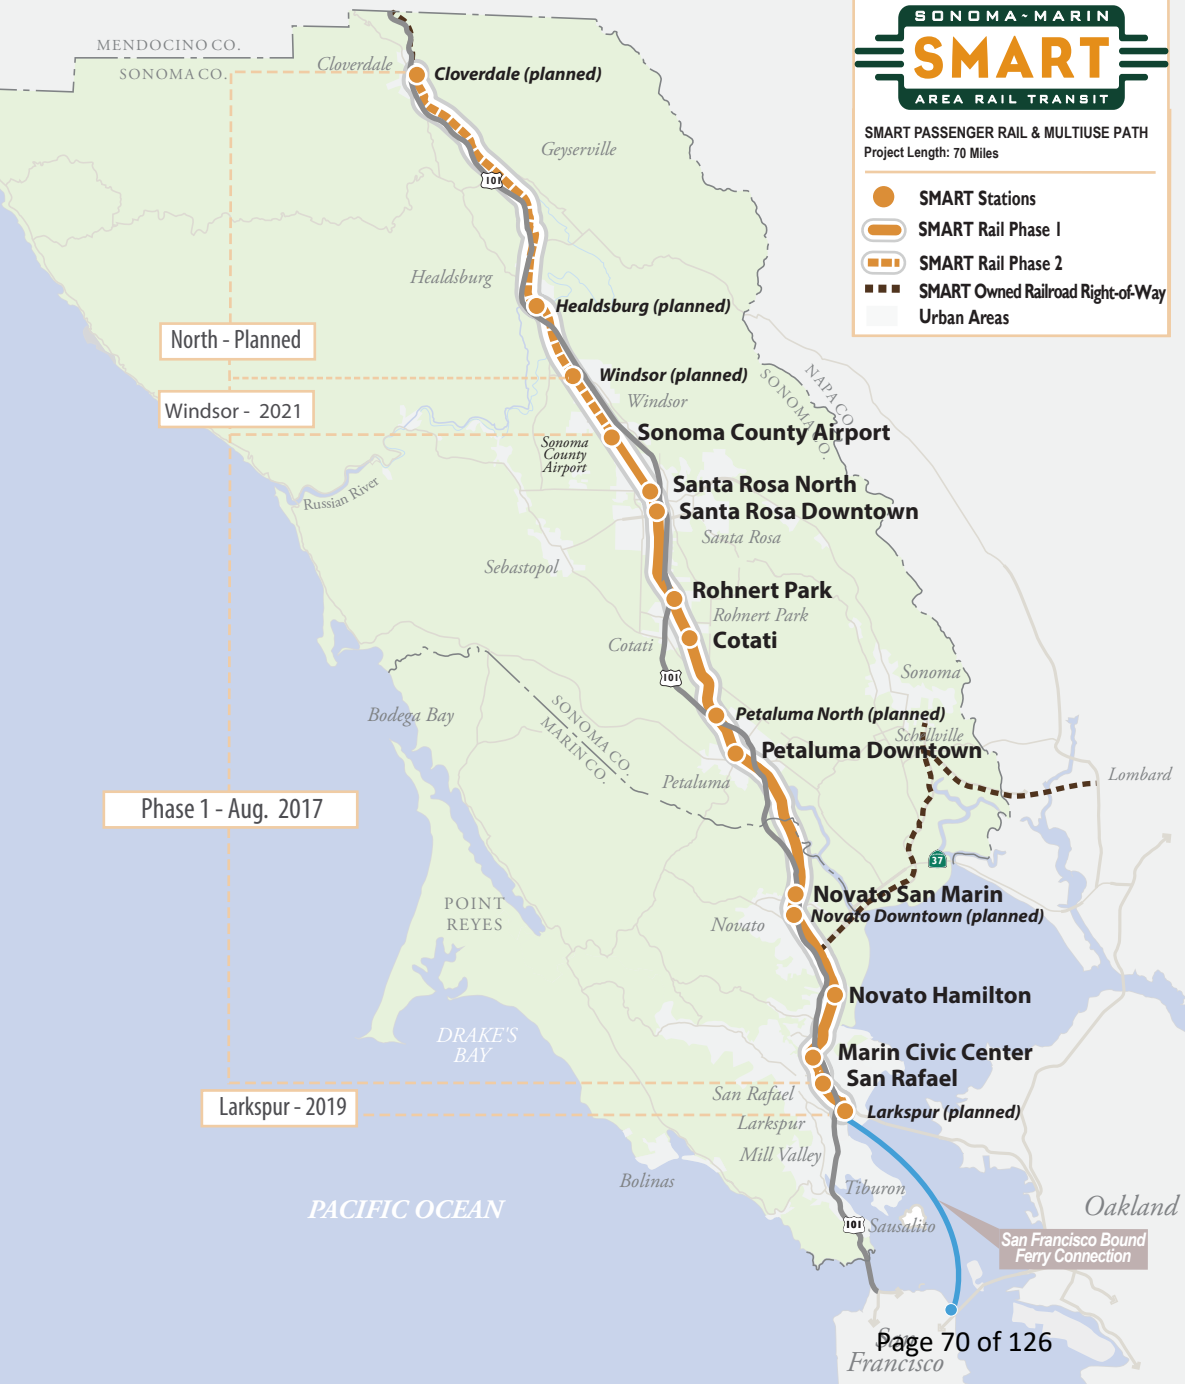 SONOMA~MARIN
SMART
AREA RAIL TRANSIT
SMART PASSENGER RAIL & MULTIUSE PATH
Project Length: 70 Miles
SMART Stations
SMART Rail Phase 1
SMART Rail Phase 2
SMART Owned Railroad Right-of-Way
Urban Areas
MENDOCINO CO.
SONOMA CO.
Cloverdale
Cloverdale (planned)
Geyserville
101
Healdsburg
Healdsburg (planned)
North - Planned
Windsor (planned)
NAPA CO.
SONOMA CO.
Windsor - 2021
Windsor
Sonoma County Airport
Sonoma
County
Airport
Russian River
Santa Rosa North
Santa Rosa Downtown
Santa Rosa
Sebastopol
Rohnert Park
Rohnert Park
Cotati
Cotati
101
Sonoma
Bodega Bay
SONOMA CO.
MARIN CO.
Petaluma North (planned)
Schellville
Petaluma Downtown
Petaluma
Lombard
Phase 1 - Aug. 2017
37
Novato San Marin
Novato Downtown (planned)
Novato
POINT
REYES
Novato Hamilton
DRAKE'S
BAY
Marin Civic Center
San Rafael
San Rafael
Larkspur - 2019
Larkspur (planned)
Larkspur
Mill Valley
Bolinas
Tiburon
PACIFIC OCEAN
Oakland
101
Sausalito
San Francisco Bound
Ferry Connection
San
Francisco
Page 70 of 126